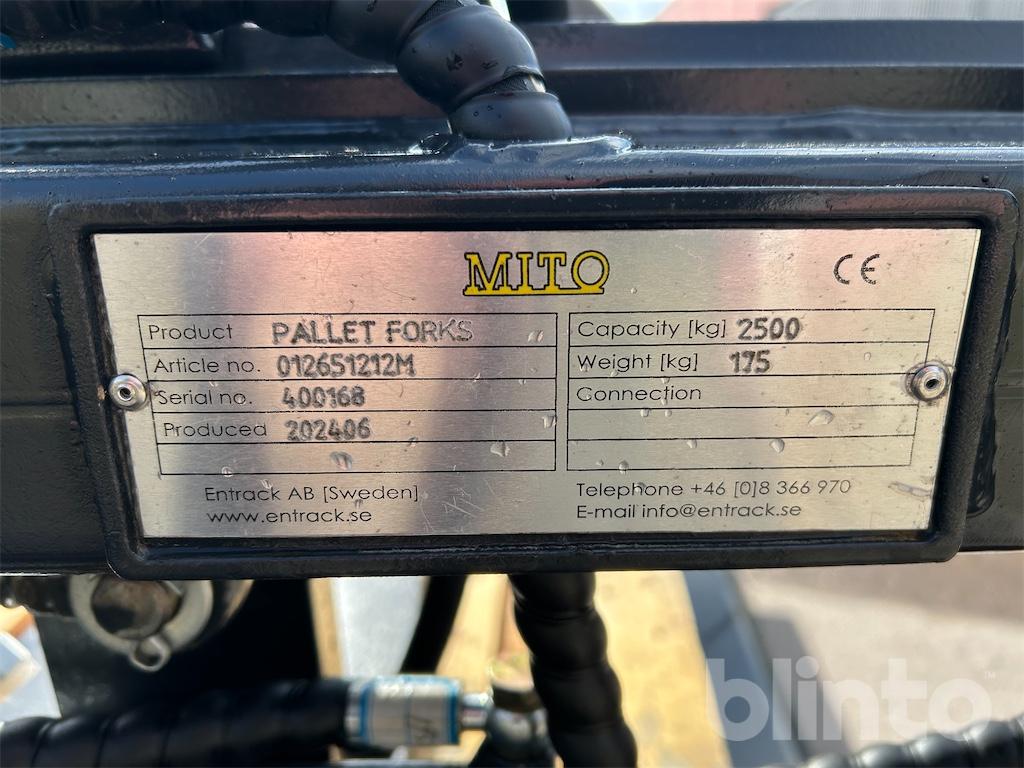 MITO
CE
Product PALLET FORKS
Article no. 012651212M
Serial no. 400168
Produced 202406
Capacity [kg] 2500
Weight [kg] 175
Connection
Entrack AB [Sweden]
www.entrack.se
Telephone +46 [0]8 366 970
E-mail info@entrack.se
blinto™